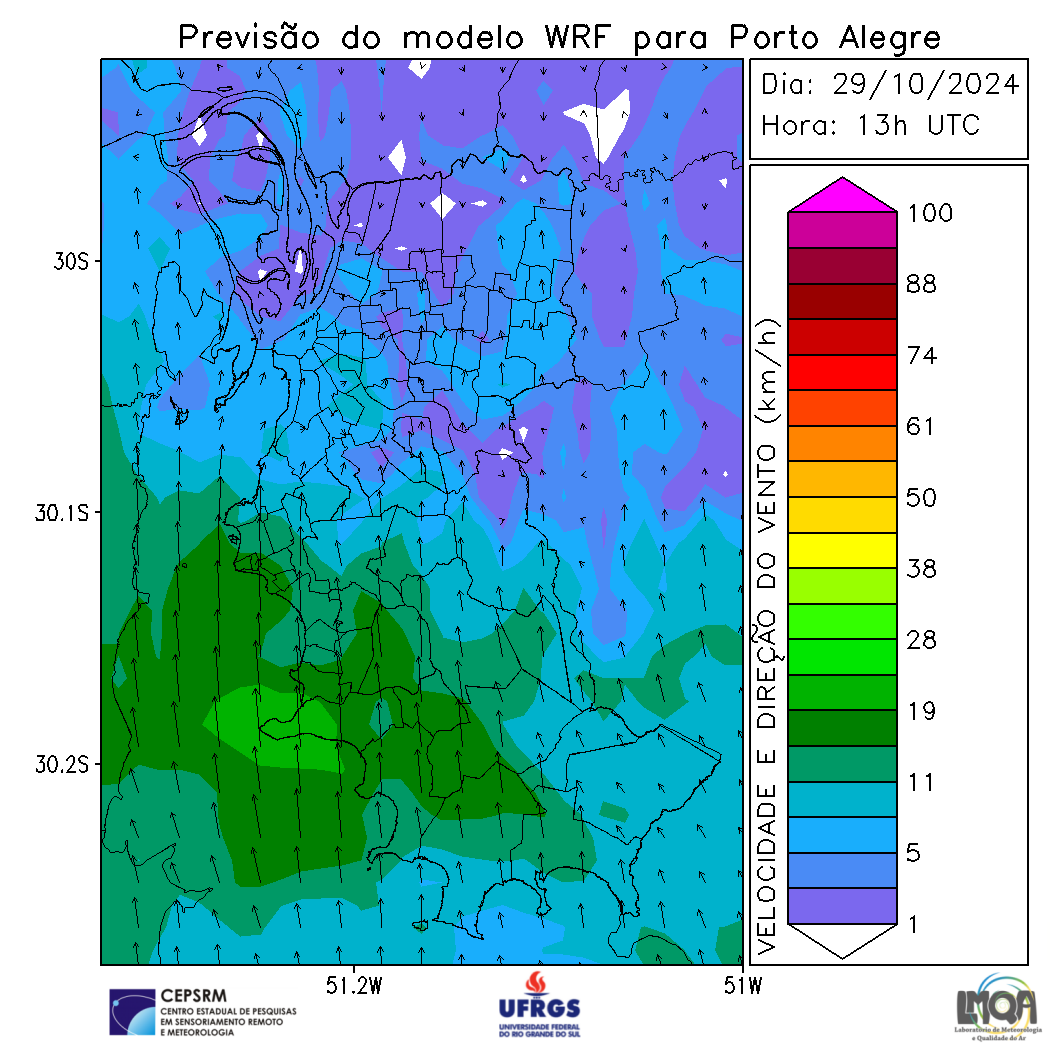 Previsão do modelo WRF para Porto Alegre
Dia: 29/10/2024
Hora: 13h UTC
30S
30.1S
30.2S
51.2W
51W
VELOCIDADE E DIREÇÃO DO VENTO (km/h)
100
88
74
61
50
38
28
19
11
5
1
CEPSRM
CENTRO ESTADUAL DE PESQUISAS
EM SENSORIAMENTO REMOTO
E METEOROLOGIA
UFRGS
UNIVERSIDADE FEDERAL
DO RIO GRANDE DO SUL
LMQA
Laboratório de Meteorologia
e Qualidade do Ar